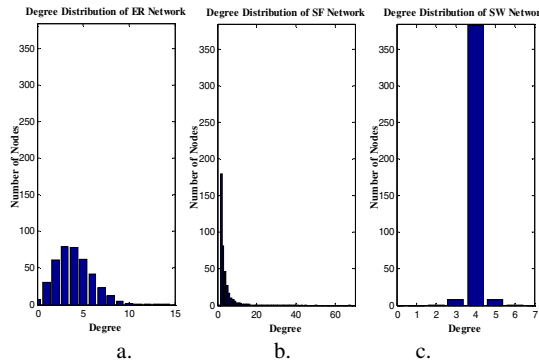 Degree Distribution of ER Network
350
300
250
200
150
100
50
0
Number of Nodes
0 5 10 15
Degree
a.
Degree Distribution of SF Network
350
300
250
200
150
100
50
0
Number of Nodes
0 20 40 60
Degree
b.
Degree Distribution of SW Networ
350
300
250
200
150
100
50
0
Number of Nodes
0 1 2 3 4 5 6 7
Degree
c.